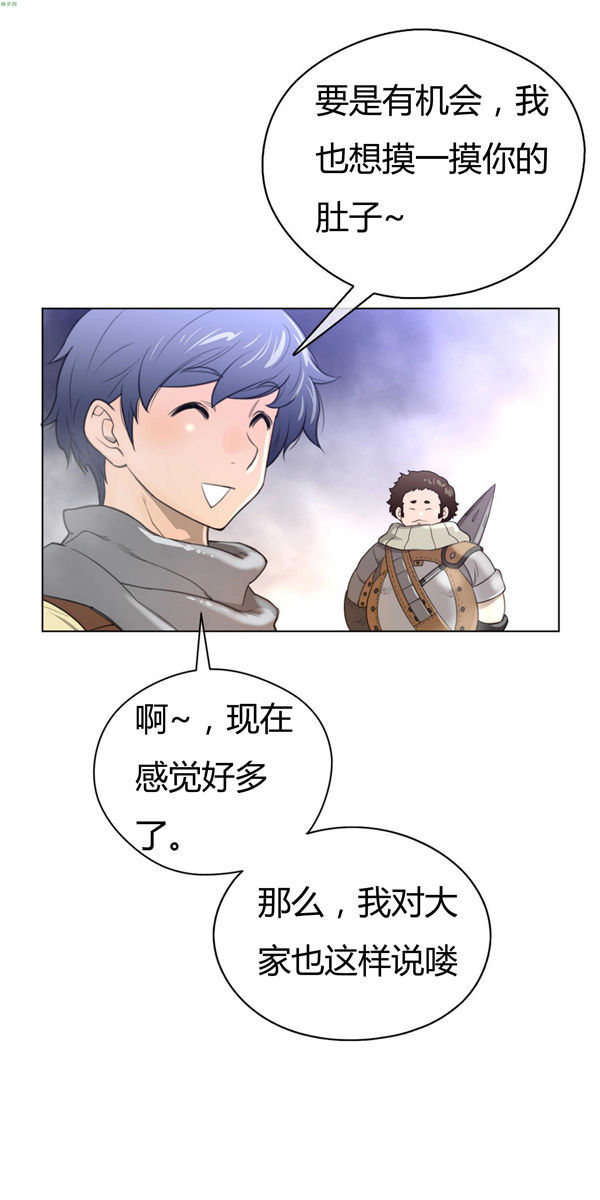 要是有机会，我
也想摸一摸你的
肚子~
啊~，现在
感觉好多
了。
那么，我对大
家也这样说喽